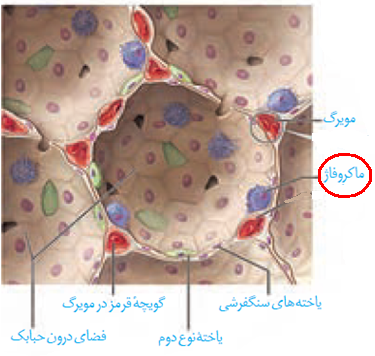 مویرگ
ماکروفاژ
یاخته‌های سنگفرشی
گویچهٔ قرمز در مویرگ
یاختهٔ نوع دوم
فضای درون حبابک